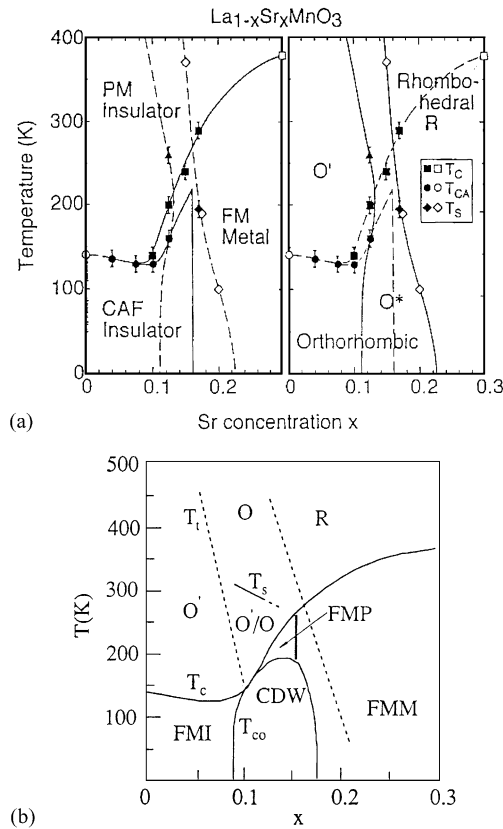 La1-xSrxMnO3
400
300
200
100
0
Temperature (K)
PM
Insulator
FM
Metal
CAF
Insulator
0
0.1
0.2
O'
Rhombo-
hedral
R
TC
TCA
TS
O*
Orthorhombic
0
0.1
0.2
0.3
Sr concentration x
(a)
500
400
300
200
100
T(K)
Tt
O
R
Ts
O'
O'/O
FMP
Tc
CDW
FMI
Tco
FMM
0
0.1
0.2
0.3
x
(b)